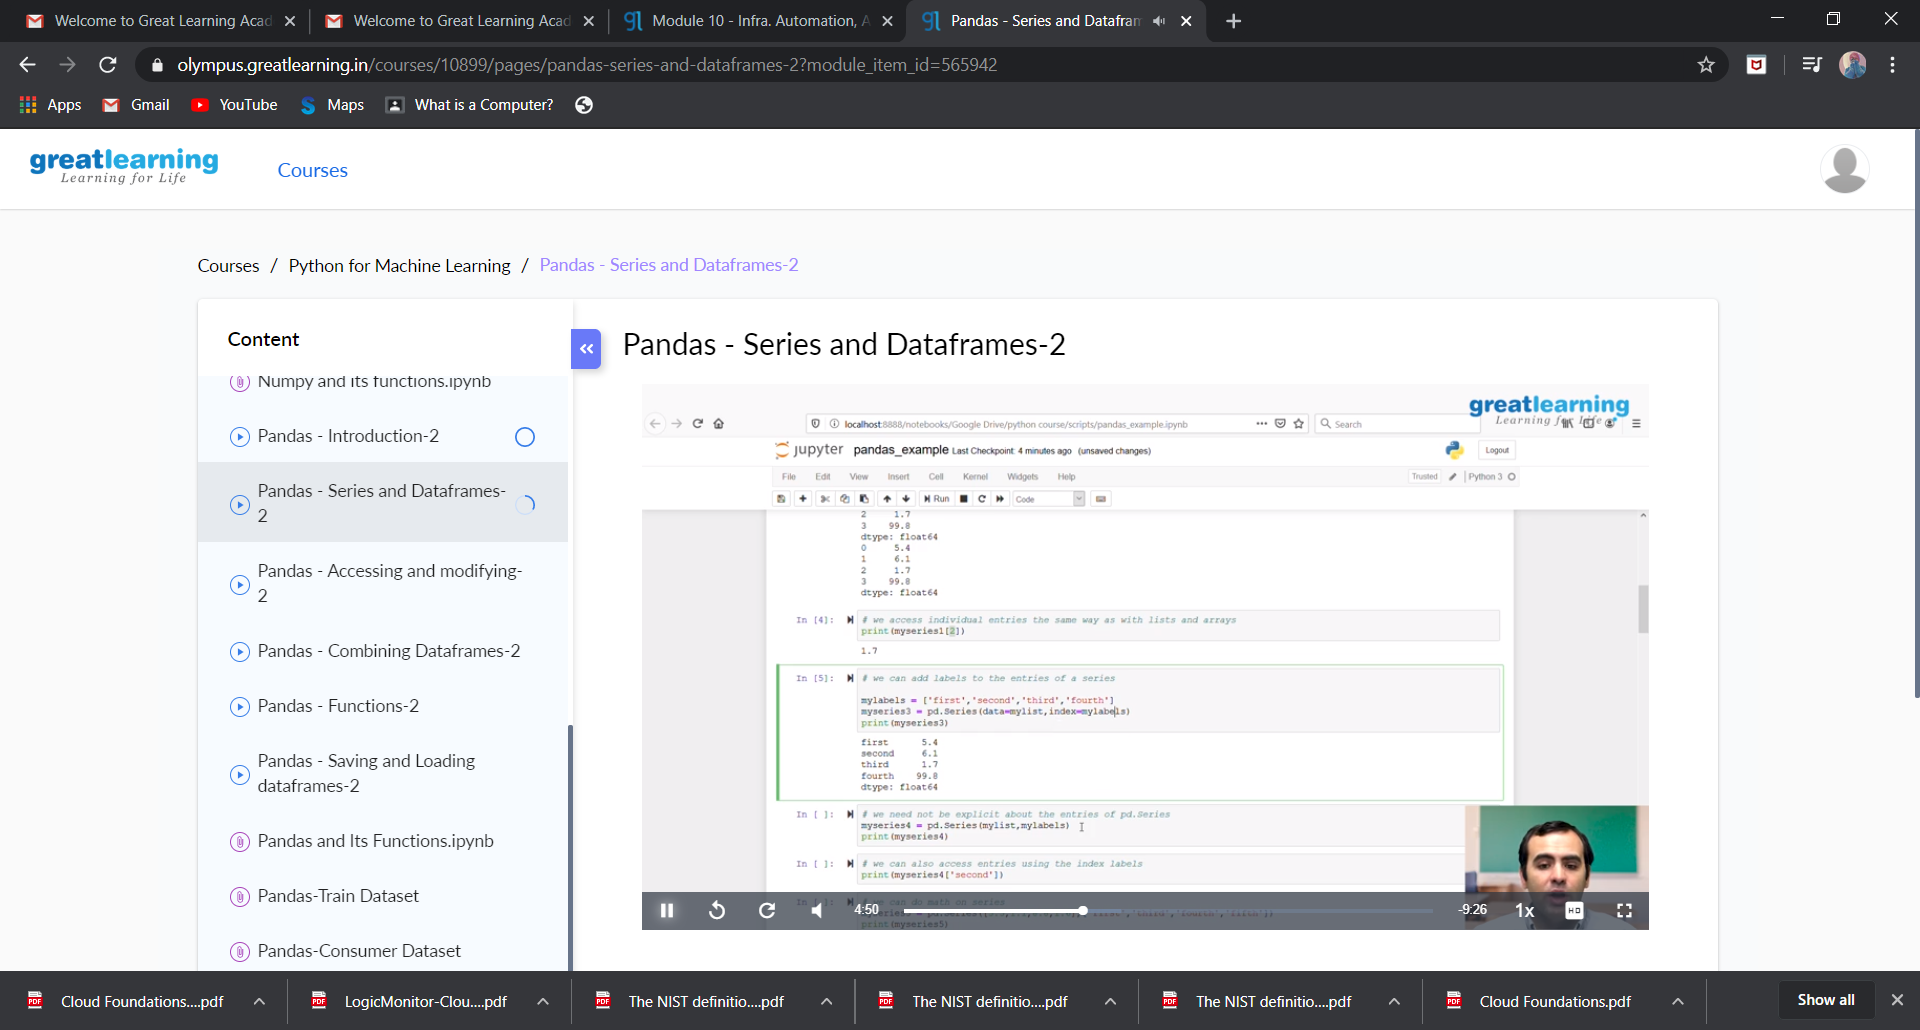 Welcome to Great Learning Acad
Welcome to Great Learning Acad
Module 10 - Infra. Automation, A
Pandas - Series and Datafram
olympus.greatlearning.in/courses/10899/pages/pandas-series-and-dataframes-2?module_item_id=565942
Apps Gmail YouTube Maps What is a Computer?
greatlearning
Learning for Life
Courses
Courses / Python for Machine Learning / Pandas - Series and Dataframes-2
Content
Numpy and its functions.ipynb
Pandas - Introduction-2
Pandas - Series and Dataframes-
2
Pandas - Accessing and modifying-
2
Pandas - Combining Dataframes-2
Pandas - Functions-2
Pandas - Saving and Loading
dataframes-2
Pandas and Its Functions.ipynb
Pandas-Train Dataset
Pandas-Consumer Dataset
Pandas - Series and Dataframes-2
greatlearning
Learning for Life
localhost:8888/notebooks/Google Drive/python course/scripts/pandas_example.ipynb
Search
jupyter pandas_example Last Checkpoint: 4 minutes ago (unsaved changes)
Logout
File Edit View Insert Cell Kernel Widgets Help
Trusted Python 3
Run Code
2 1.7
3 99.8
dtype: float64
0 5.4
1 6.1
2 1.7
3 99.8
dtype: float64
In [4]: # we access individual entries the same way as with lists and arrays
print(myseries1[2])
1.7
In [5]: # we can add labels to the entries of a series
mylabels = ['first','second','third','fourth']
myseries3 = pd.Series(data=mylist,index=mylabels)
print(myseries3)
first 5.4
second 6.1
third 1.7
fourth 99.8
dtype: float64
In [ ]: # we need not be explicit about the entries of pd.Series
myseries4 = pd.Series(mylist,mylabels)
print(myseries4)
In [ ]: # we can also access entries using the index labels
print(myseries4['second'])
# we can do math on series
print(myseries5)
4:50
-9:26
1x
HD
Cloud Foundations....pdf
LogicMonitor-Clou....pdf
The NIST definitio....pdf
The NIST definitio....pdf
The NIST definitio....pdf
Cloud Foundations.pdf
Show all